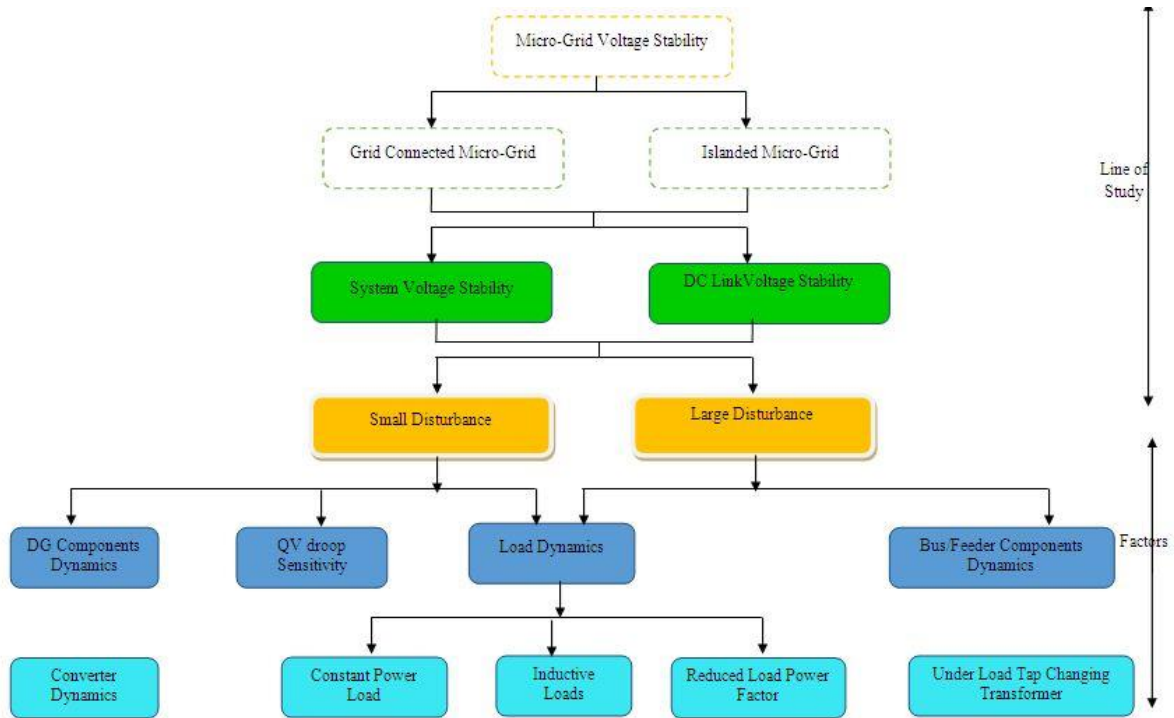 Micro-Grid Voltage Stability
Grid Connected Micro-Grid
Islanded Micro-Grid
Line of
Study
System Voltage Stability
DC LinkVoltage Stability
Small Disturbance
Large Disturbance
DG Components
Dynamics
QV droop
Sensitivity
Load Dynamics
Bus/Feeder Components
Dynamics
Factors
Converter
Dynamics
Constant Power
Load
Inductive
Loads
Reduced Load Power
Factor
Under Load Tap Changing
Transformer